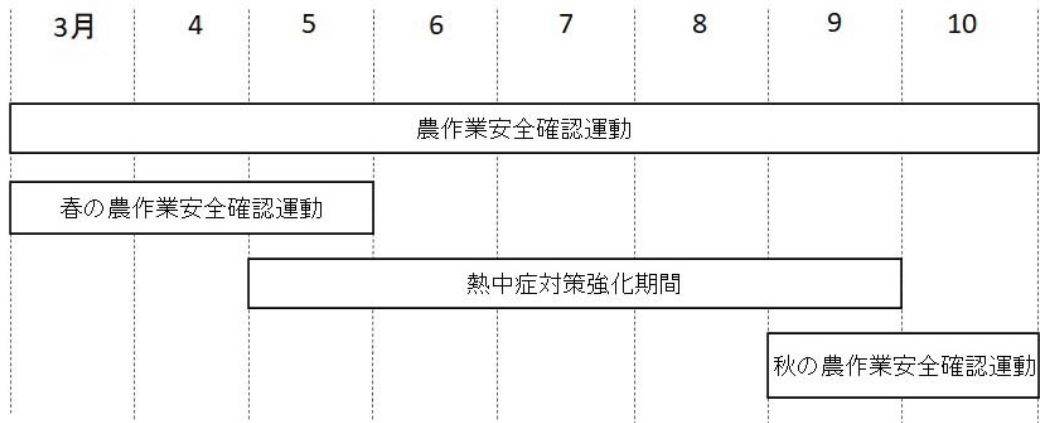 3月 4 5 6 7 8 9 10
農作業安全確認運動
春の農作業安全確認運動
熱中症対策強化期間
秋の農作業安全確認運動